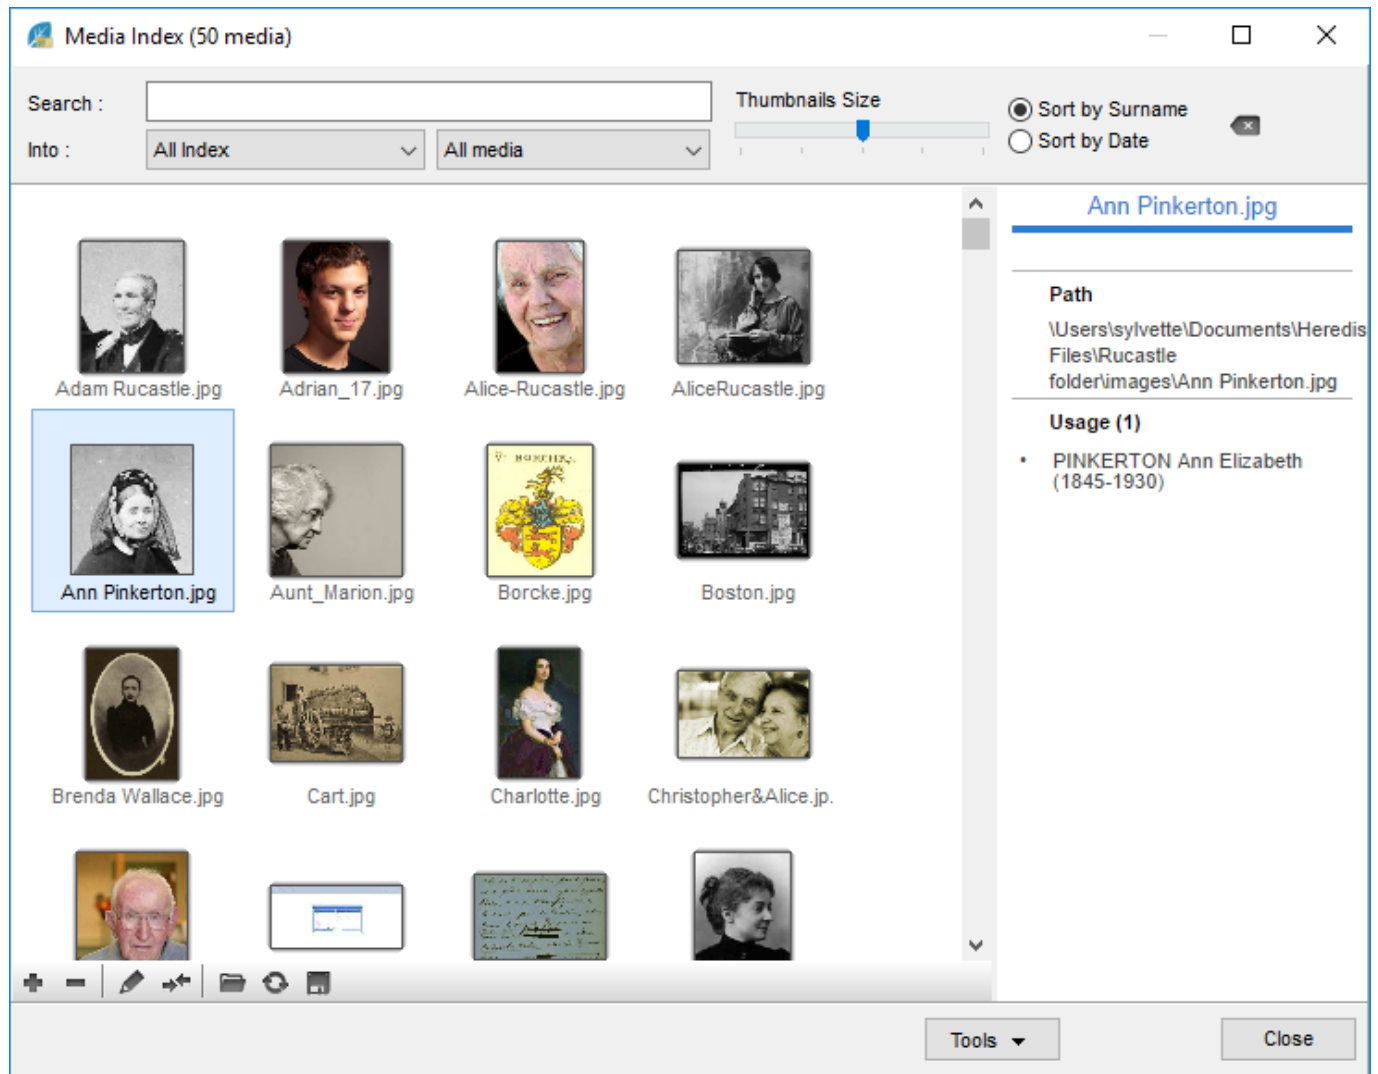 Media Index (50 media)
Search :
Thumbnails Size
Sort by Surname
Into :
All Index
All media
Sort by Date
Adam Rucastle.jpg
Adrian_17.jpg
Alice-Rucastle.jpg
AliceRucastle.jpg
Ann Pinkerton.jpg
Aunt_Marion.jpg
Borcke.jpg
Boston.jpg
Brenda Wallace.jpg
Cart.jpg
Charlotte.jpg
Christopher&Alice.jp.
Ann Pinkerton.jpg
Path
\Users\sylvette\Documents\Heredis
Files\Rucastle
folder\images\Ann Pinkerton.jpg
Usage (1)
• PINKERTON Ann Elizabeth
(1845-1930)
Tools
Close